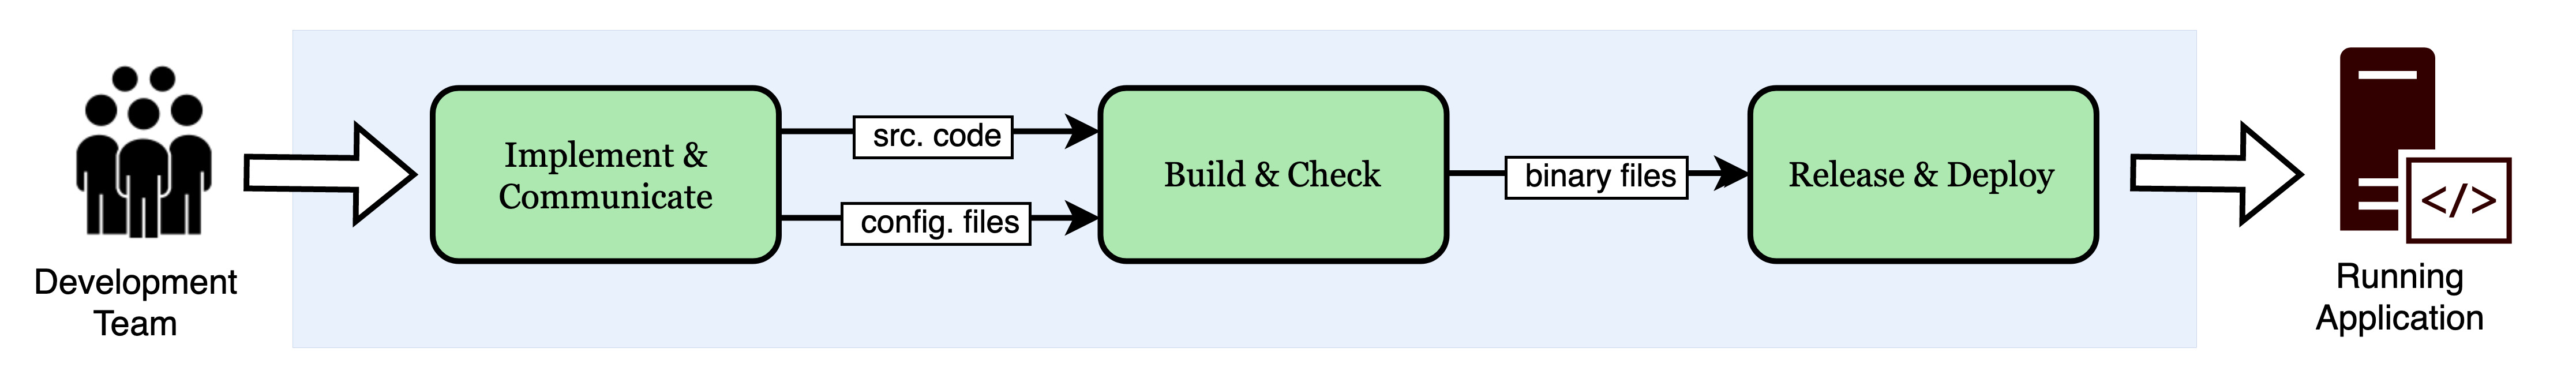 Development
Team
Implement &
Communicate
src. code
config. files
Build & Check
binary files
Release & Deploy
</>
Running
Application